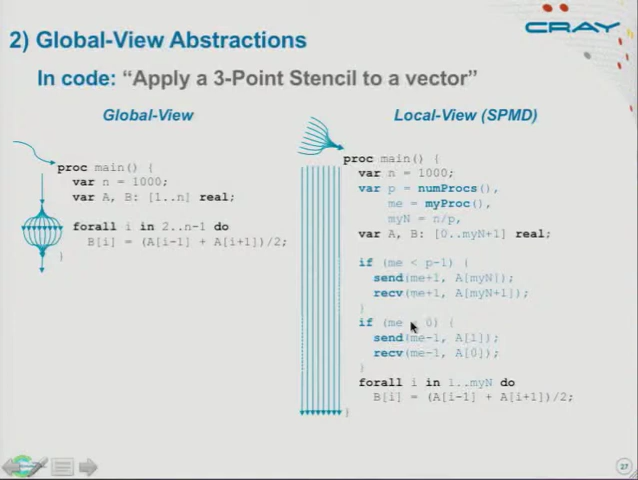 CRAY
2) Global-View Abstractions
In code: “Apply a 3-Point Stencil to a vector”
Global-View
proc main() {
var n = 1000;
var A, B: [1..n] real;
forall i in 2..n-1 do
B[i] = (A[i-1] + A[i+1])/2;
}
Local-View (SPMD)
proc main() {
var n = 1000;
var p = numProcs(),
me = myProc(),
myN = n/p,
var A, B: [0..myN+1] real;
if (me < p-1) {
send(me+1, A[myN]);
recv(me+1, A[myN+1]);
}
if (me 0) {
send(me-1, A[1]);
recv(me-1, A[0]);
}
forall i in 1..myN do
B[i] = (A[i-1] + A[i+1])/2;
}
27